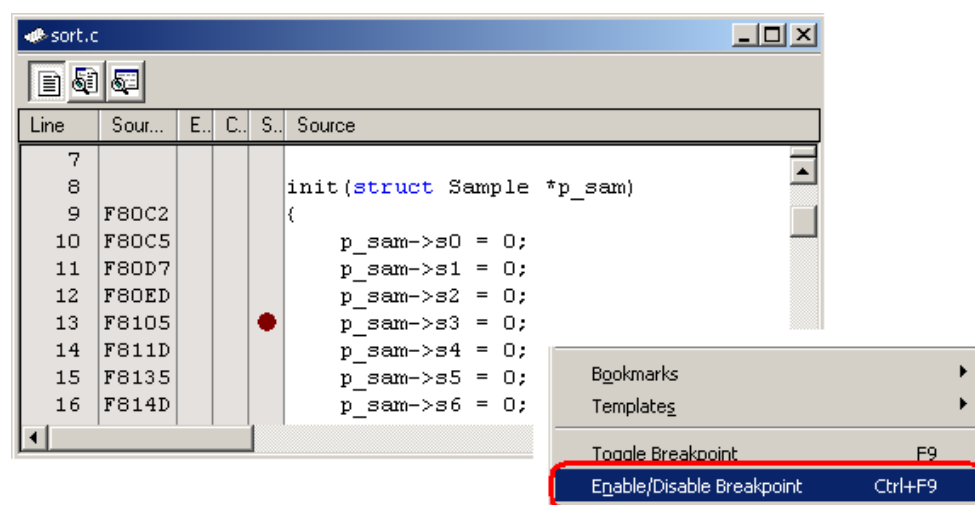 sort.c
Line Sour... E.. C.. S.. Source
7
8 init(struct Sample *p_sam)
9 F80C2 {
10 F80C5 p_sam->s0 = 0;
11 F80D7 p_sam->s1 = 0;
12 F80ED p_sam->s2 = 0;
13 F8105 p_sam->s3 = 0;
14 F811D p_sam->s4 = 0;
15 F8135 p_sam->s5 = 0;
16 F814D p_sam->s6 = 0;
Bookmarks
Templates
Toggle Breakpoint F9
Enable/Disable Breakpoint Ctrl+F9